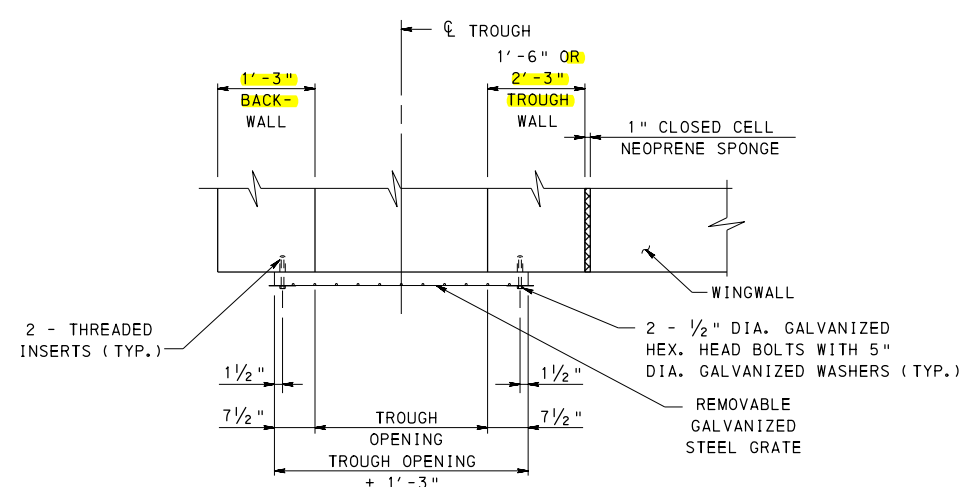 ℄ TROUGH
1'-6" OR
1'-3"
BACK-
WALL
2'-3"
TROUGH
WALL
1" CLOSED CELL
NEOPRENE SPONGE
WINGWALL
2 - THREADED
INSERTS (TYP.)
2 - ½" DIA. GALVANIZED
HEX. HEAD BOLTS WITH 5"
DIA. GALVANIZED WASHERS (TYP.)
1½"
1½"
REMOVABLE
GALVANIZED
STEEL GRATE
7½"
TROUGH
OPENING
7½"
TROUGH OPENING
+ 1'-3"